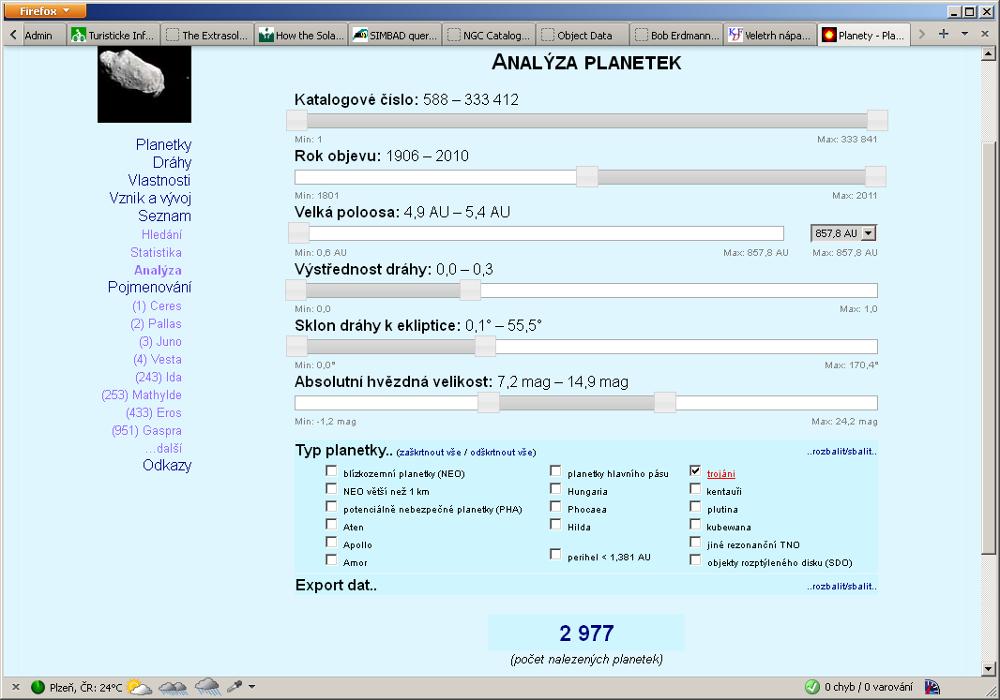 Firefox
Admin
Turisticke Inf...
The Extrasol...
How the Sola...
SIMBAD quer...
NGC Catalog...
Object Data
Bob Erdmann...
Veletrh nápa...
Planety - Pla...
Analýza planetek
Katalogové číslo: 588 – 333 412
Min: 1
Max: 333 841
Rok objevu: 1906 – 2010
Min: 1801
Max: 2011
Velká poloosa: 4,9 AU – 5,4 AU
857,8 AU
Min: 0,6 AU
Max: 857,8 AU
Max: 857,8 AU
Výstřednost dráhy: 0,0 – 0,3
Min: 0,0
Max: 1,0
Sklon dráhy k ekliptice: 0,1° – 55,5°
Min: 0,0°
Max: 170,4°
Absolutní hvězdná velikost: 7,2 mag – 14,9 mag
Min: -1,2 mag
Max: 24,2 mag
Planetky
Dráhy
Vlastnosti
Vznik a vývoj
Seznam
Hledání
Statistika
Analýza
Pojmenování
(1) Ceres
(2) Pallas
(3) Juno
(4) Vesta
(243) Ida
(253) Mathylde
(433) Eros
(951) Gaspra
...další
Odkazy
Typ planetky.. (zaškrtnout vše / odškrtnout vše)
..rozbalit/sbalit..
blízkozemní planetky (NEO)
NEO větší než 1 km
potenciálně nebezpečné planetky (PHA)
Aten
Apollo
Amor
planetky hlavního pásu
Hungaria
Phocaea
Hilda
perihel < 1,381 AU
trojáni
kentauři
plutina
kubewana
jiné rezonanční TNO
objekty rozptýleného disku (SDO)
Export dat..
..rozbalit/sbalit..
2 977
(počet nalezených planetek)
Plzeň, ČR: 24°C
0 chyb / 0 varování